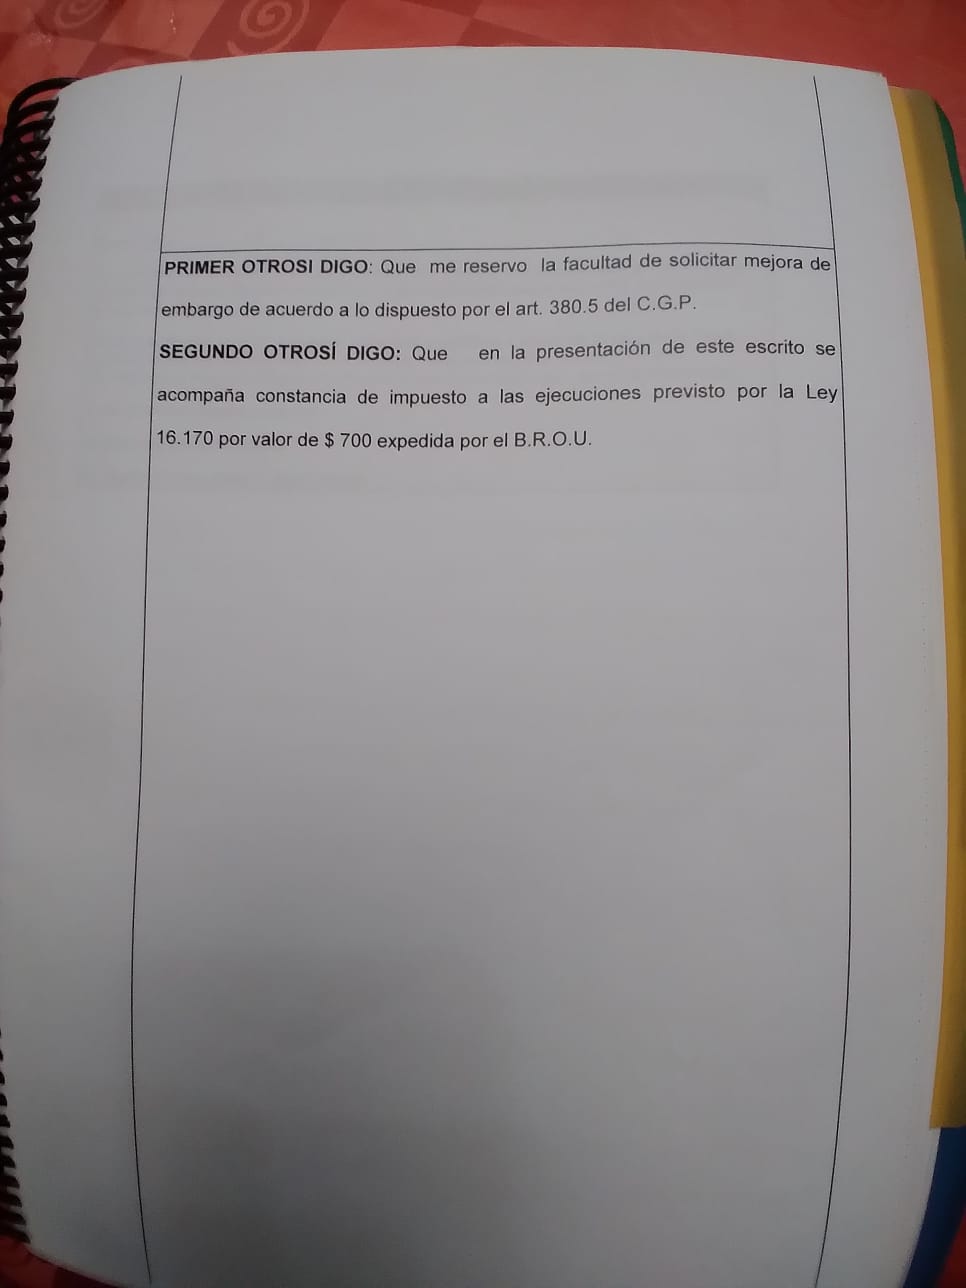 PRIMER OTROSI DIGO: Que me reservo la facultad de solicitar mejora de
embargo de acuerdo a lo dispuesto por el art. 380.5 del C.G.P.
SEGUNDO OTROSÍ DIGO: Que en la presentación de este escrito se
acompaña constancia de impuesto a las ejecuciones previsto por la Ley
16.170 por valor de $ 700 expedida por el B.R.O.U.